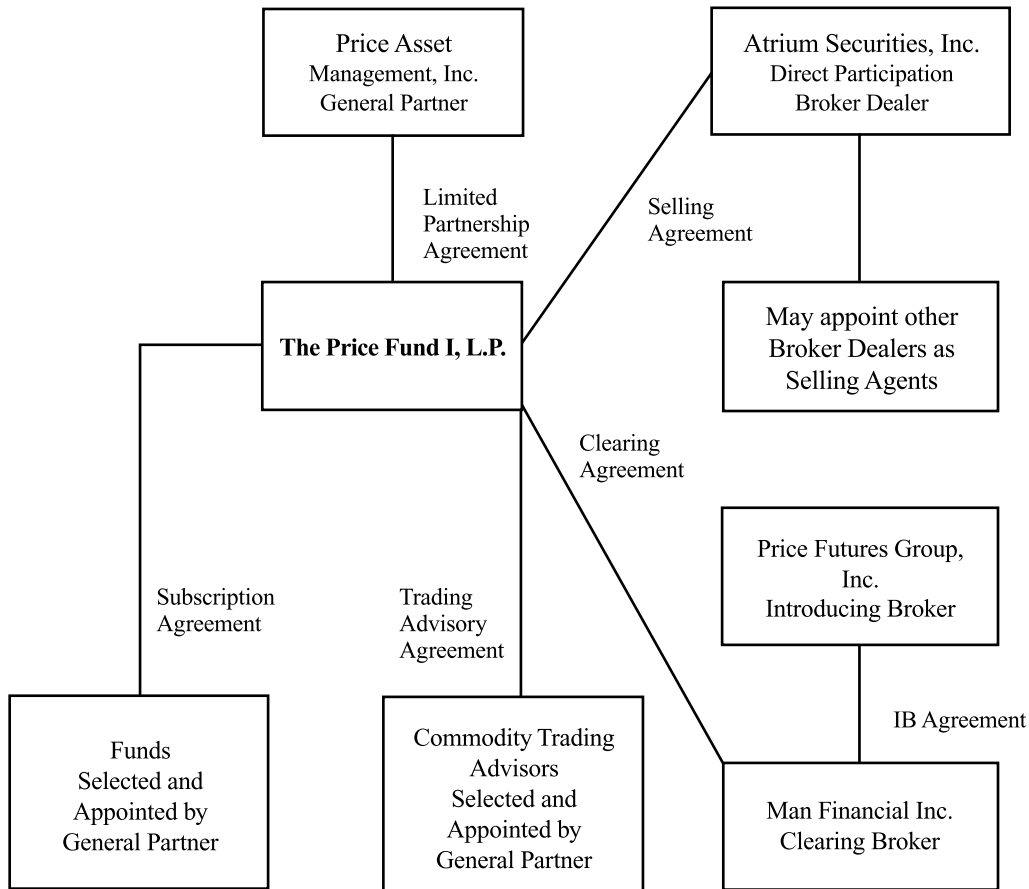 Price Asset
Management, Inc.
General Partner
Atrium Securities, Inc.
Direct Participation
Broker Dealer
Limited
Partnership
Agreement
Selling
Agreement
The Price Fund I, L.P.
May appoint other
Broker Dealers as
Selling Agents
Clearing
Agreement
Price Futures Group,
Inc.
Introducing Broker
Subscription
Agreement
Trading
Advisory
Agreement
IB Agreement
Funds
Selected and
Appointed by
General Partner
Commodity Trading
Advisors
Selected and
Appointed by
General Partner
Man Financial Inc.
Clearing Broker